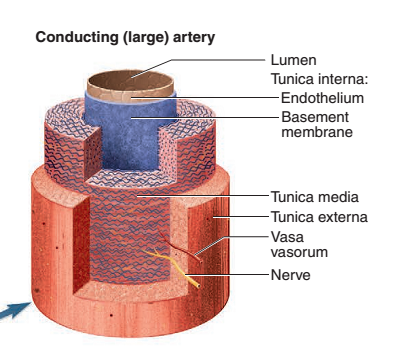 Conducting (large) artery
Lumen
Tunica interna:
Endothelium
Basement
membrane
Tunica media
Tunica externa
Vasa
vasorum
Nerve